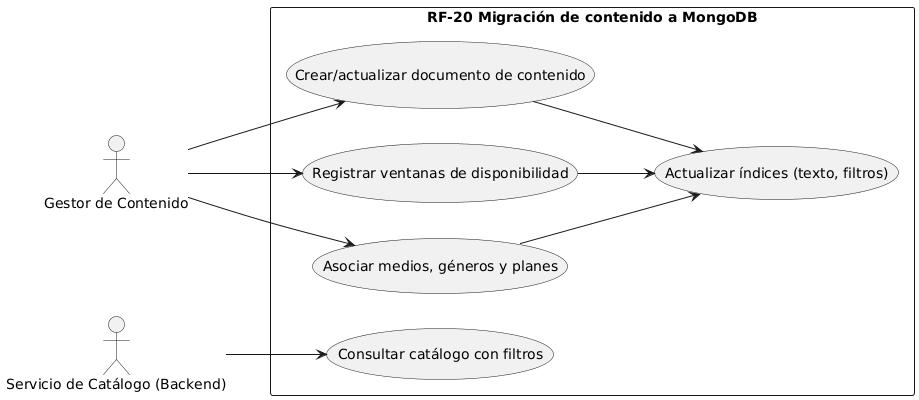 RF-20 Migración de contenido a MongoDB
Crear/actualizar documento de contenido
Registrar ventanas de disponibilidad
Actualizar índices (texto, filtros)
Gestor de Contenido
Asociar medios, géneros y planes
Consultar catálogo con filtros
Servicio de Catálogo (Backend)